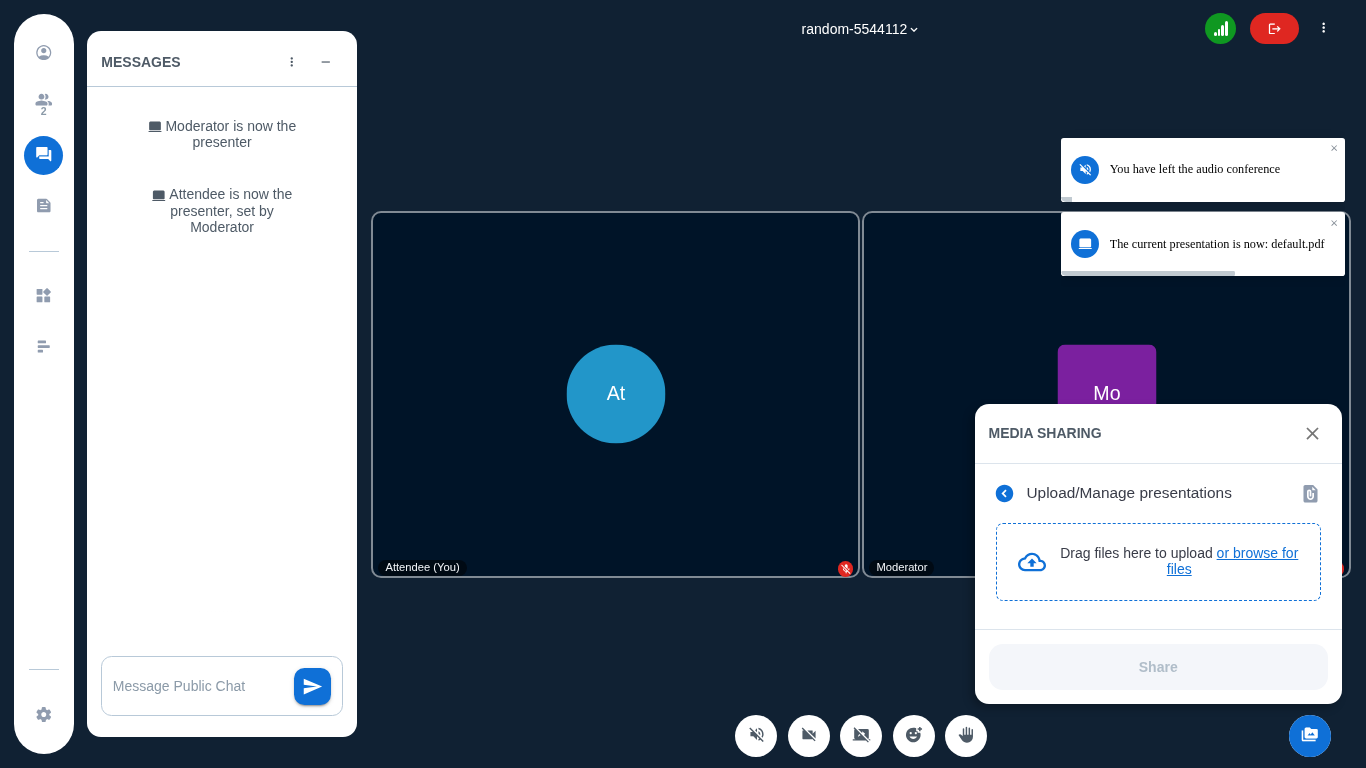 random-5544112
2
MESSAGES
Moderator is now the
presenter
Attendee is now the
presenter, set by
Moderator
Message Public Chat
You have left the audio conference
The current presentation is now: default.pdf
At
Mo
Attendee (You)
Moderator
MEDIA SHARING
Upload/Manage presentations
Drag files here to upload or browse for
files
Share